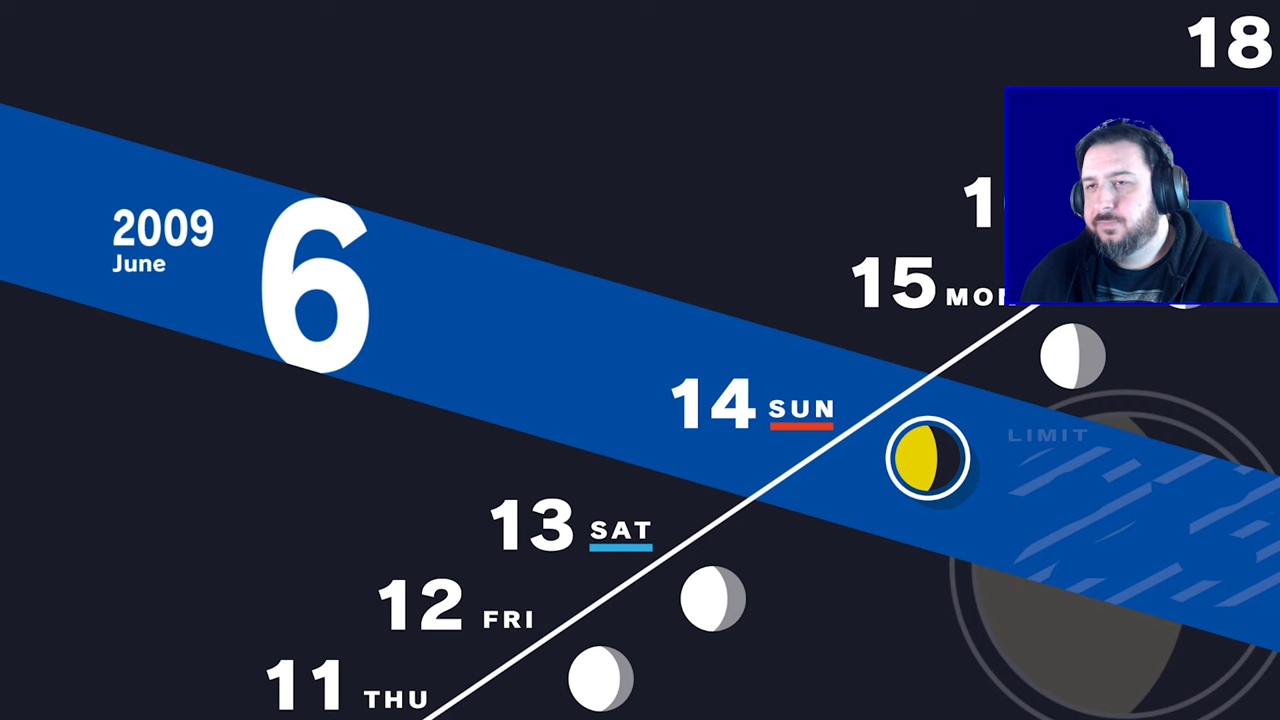 18
15 MON
2009
June
6
14 SUN
LIMIT
13 SAT
12 FRI
11 THU